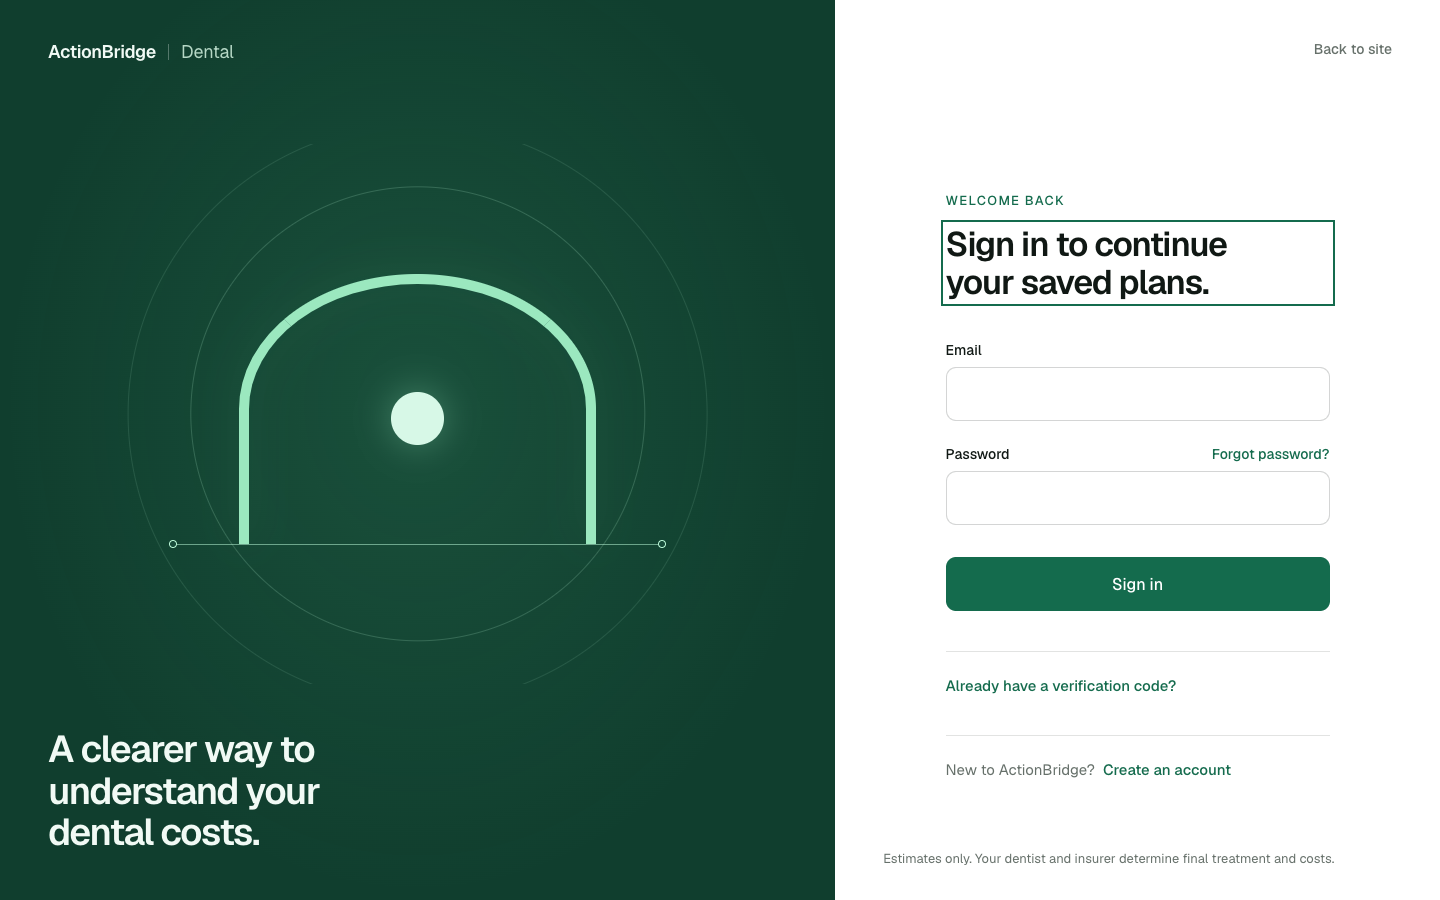 ActionBridge | Dental
Back to site
A clearer way to
understand your
dental costs.
WELCOME BACK
Sign in to continue
your saved plans.
Email
Password
Forgot password?
Sign in
Already have a verification code?
New to ActionBridge? Create an account
Estimates only. Your dentist and insurer determine final treatment and costs.